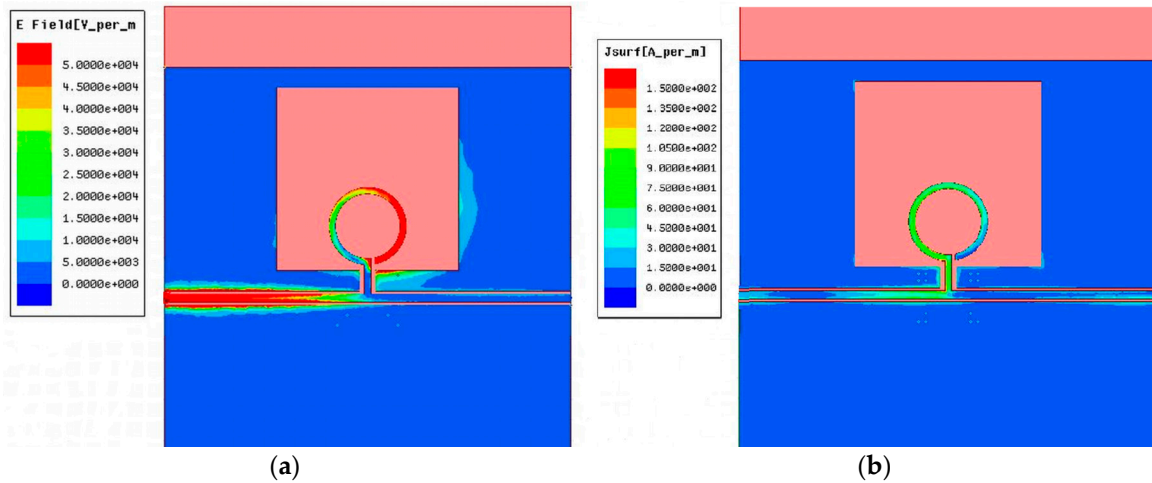 E Field[V_per_m
5.0000e+004
4.5000e+004
4.0000e+004
3.5000e+004
3.0000e+004
2.5000e+004
2.0000e+004
1.5000e+004
1.0000e+004
5.0000e+003
0.0000e+000
Jsurf[A_per_m]
1.5000e+002
1.3500e+002
1.2000e+002
1.0500e+002
9.0000e+001
7.5000e+001
6.0000e+001
4.5000e+001
3.0000e+001
1.5000e+001
0.0000e+000
(a)
(b)